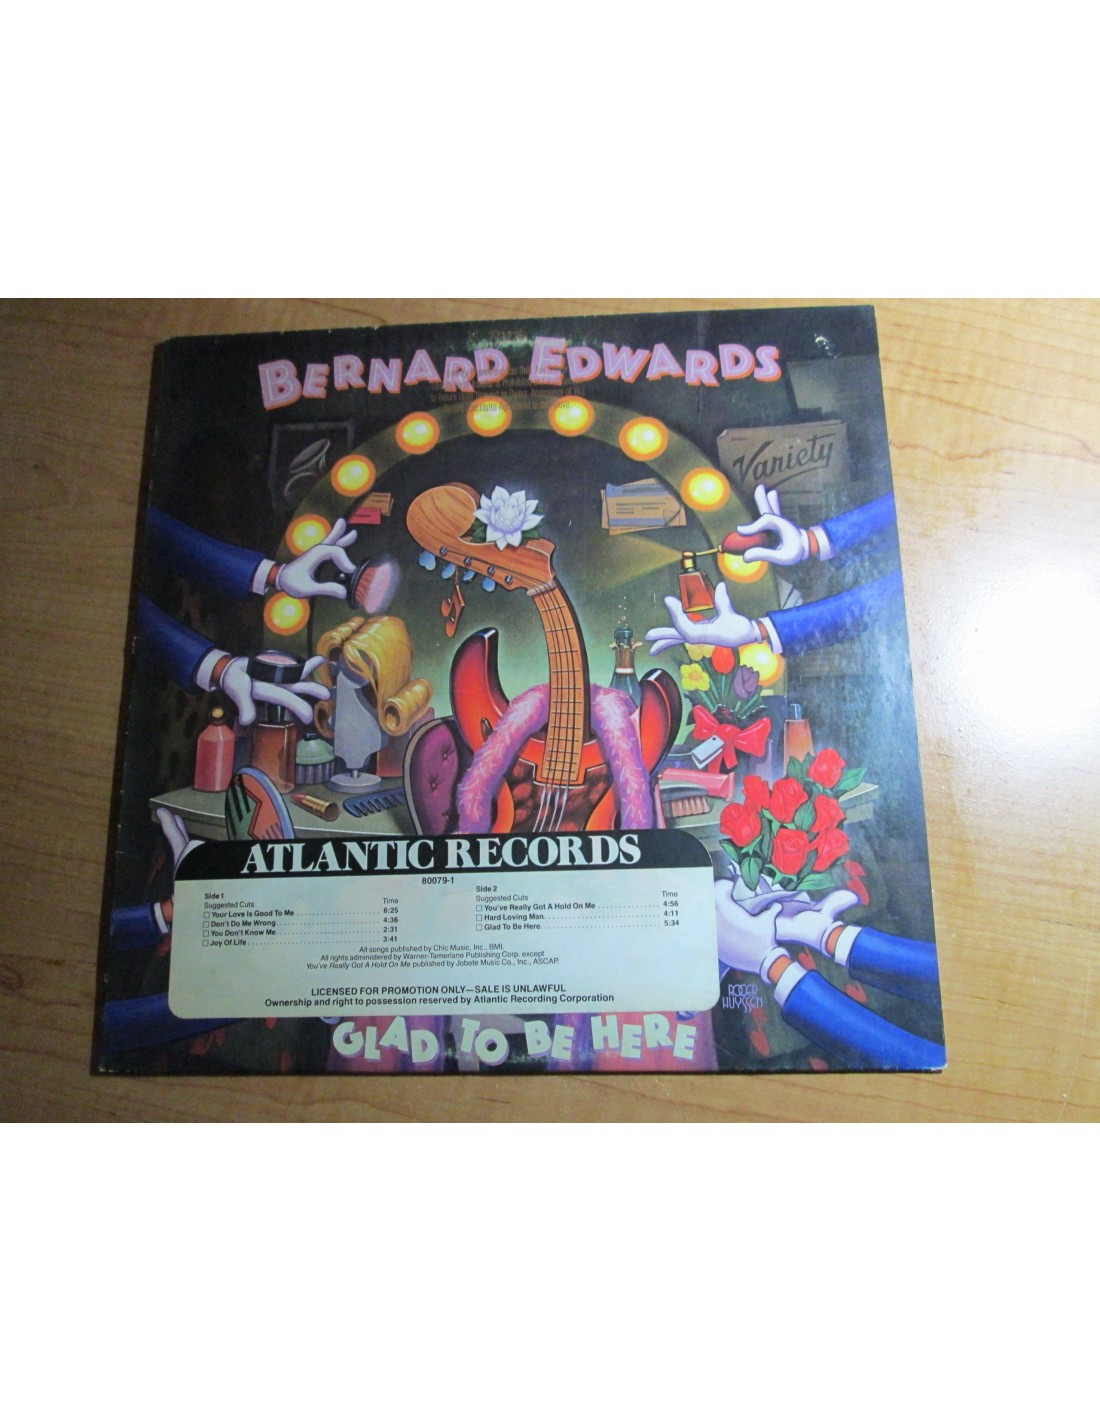 BERNARD EDWARDS
Variety
ATLANTIC RECORDS
80079-1
Side 1
Suggested Cuts Time
Your Love Is Good To Me 6:25
Don't Do Me Wrong 4:36
You Don't Know Me 2:31
Joy Of Life 3:41
Side 2
Suggested Cuts Time
You've Really Got A Hold On Me 4:56
Hard Loving Man 4:11
Glad To Be Here 5:34
All songs published by Chic Music, Inc., BMI.
All rights administered by Warner-Tamerlane Publishing Corp. except
You've Really Got A Hold On Me published by Jobete Music Co., Inc., ASCAP.
LICENSED FOR PROMOTION ONLY—SALE IS UNLAWFUL
Ownership and right to possession reserved by Atlantic Recording Corporation
ROGER
HUYSSEN
GLAD TO BE HERE